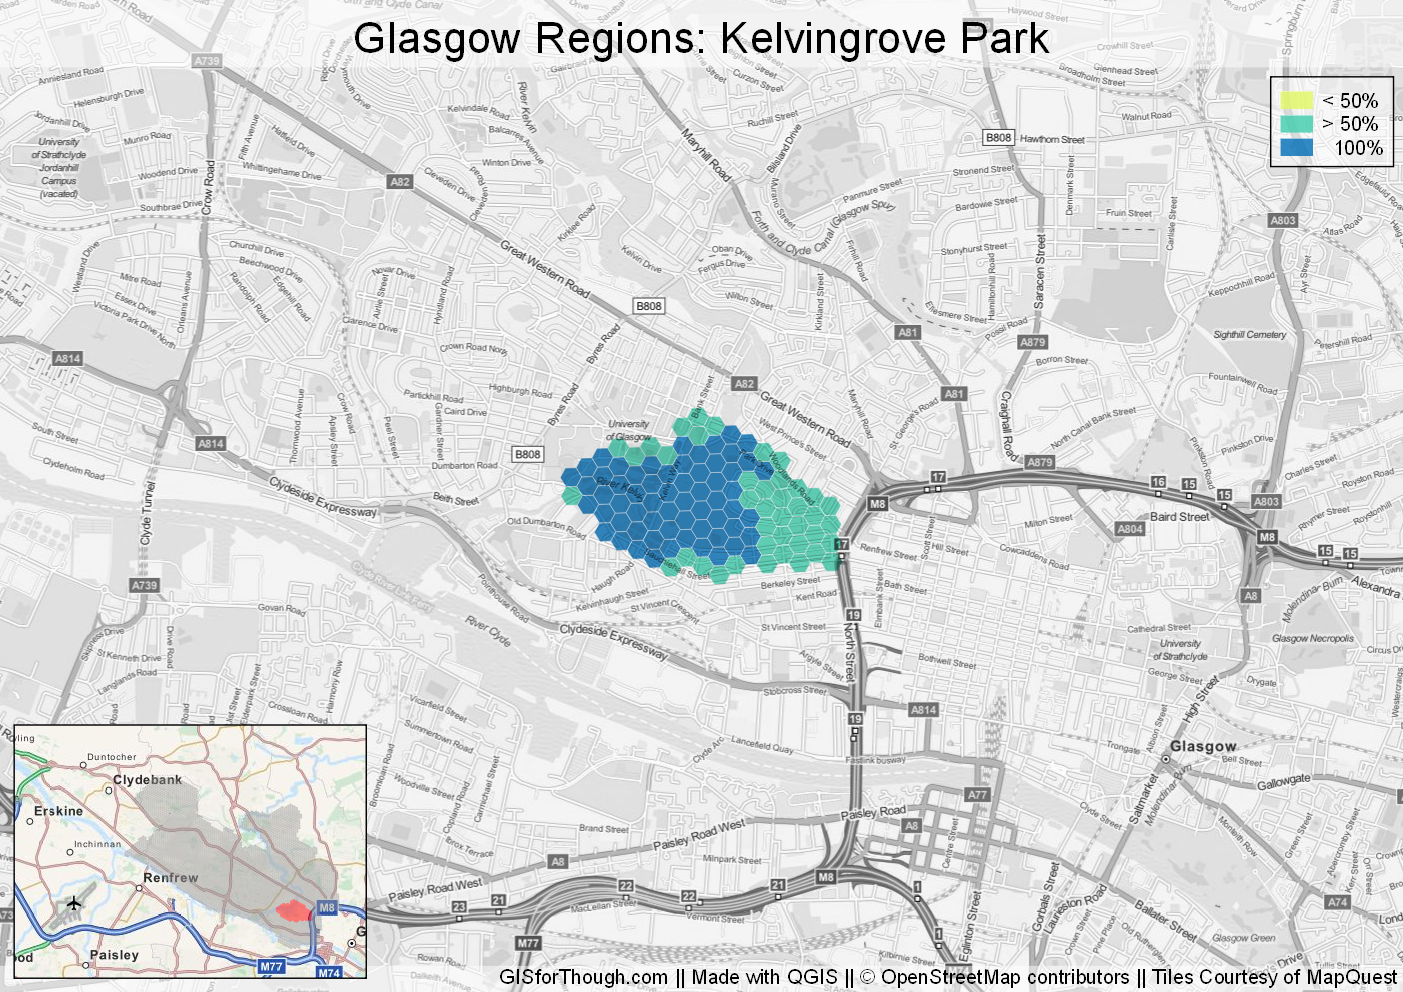 Glasgow Regions: Kelvingrove Park
< 50%
> 50%
100%
A739
Anniesland Road
Helensburgh Drive
Jordanhill Drive
Munro Road
University
of Strathclyde
Jordanhill
Campus
(vacated)
Woodend Drive
Southbrae Drive
Crow Road
Fifth Avenue
Hatfield Drive
Whittingehame Drive
A82
Cleveden Drive
Kelvindale Road
Balcarres Avenue
Winton Drive
River Kelvin
Kirklee Road
Maryhill Road
Curzon Street
Ruchill Street
Bilsland Drive
Murano Street
Panmure Street
Forth and Clyde Canal (Glasgow Spur)
Firhill Road
Haywood Street
Crowhill Street
Glenhead Street
Broadholm Street
Walnut Road
B808
Hawthorn Street
Stronend Street
Bardowie Street
Denmark Street
Fruin Street
Carlisle Street
Stonyhurst Street
Saracen Street
Hamiltonhill Road
Ellesmere Street
Possil Road
A803
Atlas Road
Ayr Street
Keppochhill Road
Sighthill Cemetery
Petershill Road
Fountainwell Road
Churchill Drive
Beechwood Drive
Edgehill Road
Randolph Road
Westland Drive
Mitre Road
Essex Drive
Victoria Park Drive North
Orleans Avenue
Novar Drive
Airlie Street
Clarence Drive
Hyndland Road
Great Western Road
Kelvin Drive
Oban Drive
Fergus Drive
Wilton Street
Kirkland Street
B808
Byres Road
Crown Road North
Highburgh Road
Partickhill Road
Caird Drive
Gardner Street
Byres Road
A814
South Street
Clydeholm Road
A814
Thornwood Avenue
Apsley Street
Crow Road
Peel Street
Dumbarton Road
B808
Beith Street
Old Dumbarton Road
Clydeside Expressway
Clyde Tunnel
A739
University
of Glasgow
Bank Street
A82
Great Western Road
West Prince's Street
Woodlands Road
Park Drive
Kelvin Way
River Kelvin
Maryhill Road
St. George's Road
A81
A81
A879
Borron Street
Craighall Road
North Canal Bank Street
A879
Pinkston Road
Pinkston Drive
Charles Street
Royston Road
Rhymer Street
Roystonhill
M8
17
16
15
15
A803
Baird Street
A804
Milton Street
Scott Street
Renfrew Street
Hill Street
Cowcaddens Road
Bath Street
Elmbank Street
17
M8
15
15
A8
Molendinar Burn
Alexandra
Haugh Road
Kelvinhaugh Street
Sauchiehall Street
St Vincent Crescent
Berkeley Street
Kent Road
St Vincent Street
Argyle Street
Stobcross Street
North Street
19
19
Bothwell Street
A814
Cathedral Street
University
of Strathclyde
George Street
Glasgow Necropolis
Drygate
High Street
Albion Street
Trongate
Glasgow
Bell Street
Gallowgate
Saltmarket
Molendinar Burn
Monteith Row
Green Street
Abercromby Street
Pointhouse Road
River Clyde
Clydeside Expressway
Govan Road
Skipness Drive
Drive Road
St Kenneth Drive
Langlands Road
Elderpark Street
Crossloan Road
Harmony Row
Vicarfield Street
Summertown Road
Woodville Street
Broomloan Road
Copland Road
Carmichael Street
Ibrox Terrace
Brand Street
Clyde Arc
Lancefield Quay
Fastlink busway
Paisley Road
Paisley Road West
A8
Milnpark Street
A77
A8
Centre Street
Clyde Street
Paisley Road West
MacLellan Street
Vermont Street
23
21
22
22
21
M8
1
1
M77
Eglinton Street
Gorbals Street
Laurieston Road
Crown Street
Pine Place
Ballater Street
Old Rutherglen
Glasgow Green
A74
Kerr Street
Orr Street
Rowan Road
Kilbirnie Street
Duntocher
Clydebank
Erskine
Inchinnan
Renfrew
Paisley
M8
M77
M74
GISforThough.com || Made with QGIS || © OpenStreetMap contributors || Tiles Courtesy of MapQuest